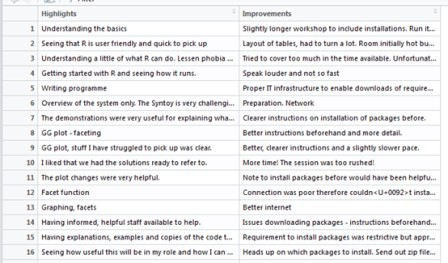 Highlights Improvements
1 Understanding the basics Slightly longer workshop to include installations. Run it...
2 Seeing that R is user friendly and quick to pick up Layout of tables, had to turn a lot. Room initially hot bu...
3 Understanding a little of what R can do. Lessen phobia ... Tried to cover too much in the time available. Unfortunat...
4 Getting started with R and seeing how it runs. Speak louder and not so fast
5 Writing programme Proper IT infrastructure to enable downloads of require...
6 Overview of the system only. The Syntoy is very challengi... Preparation. Network
7 The demonstrations were very useful for explaining wha... Clearer instructions on installation of packages before.
8 GG plot - faceting Better instructions beforehand and more detail.
9 GG plot, stuff I have struggled to pick up was clear. Better, clearer instructions and a slightly slower pace.
10 I liked that we had the solutions ready to refer to. More time! The session was too rushed!
11 The plot changes were very helpful. Note to install packages before would have been helpfu...
12 Facet function Connection was poor therefore couldn<U+0092>t insta...
13 Graphing, facets Better internet
14 Having informed, helpful staff available to help. Issues downloading packages - instructions beforehand...
15 Having explanations, examples and copies of the code t... Requirement to install packages was restrictive but appr...
16 Seeing how useful this will be in my role and how I can ... Heads up on which packages to install. Send out zip file...